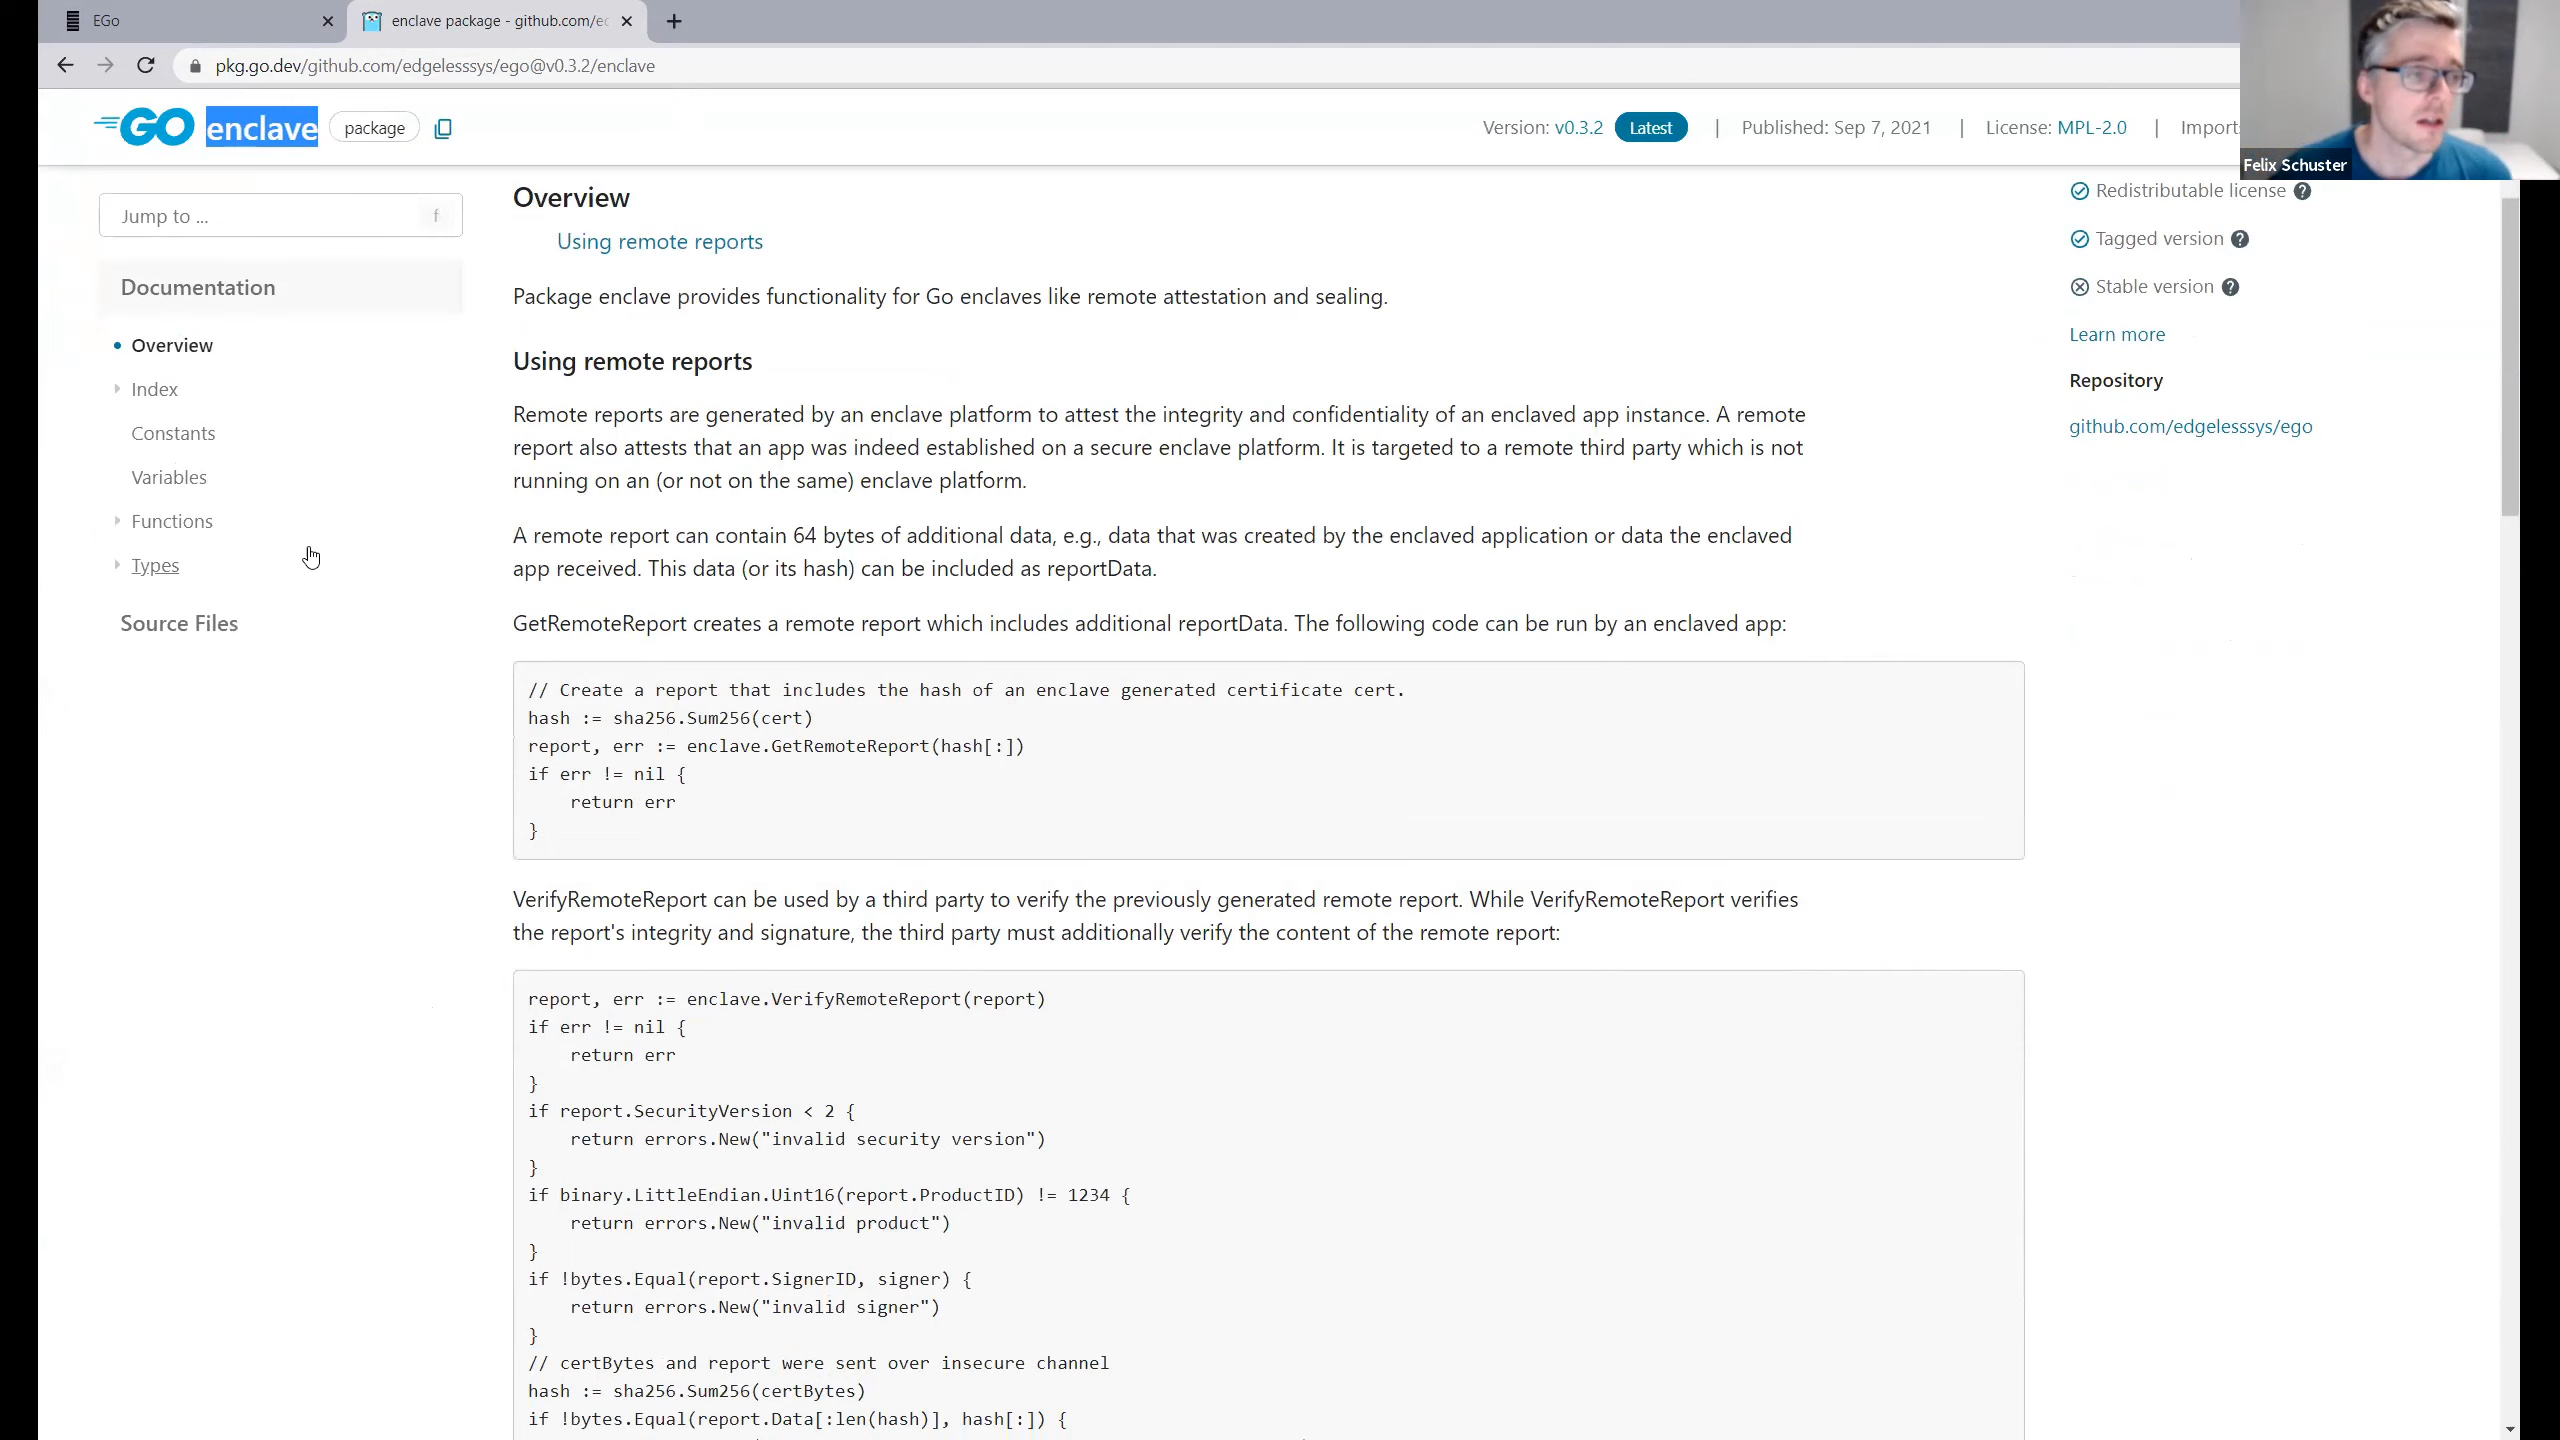 EGo
enclave package - github.com/ed
pkg.go.dev/github.com/edgelesssys/ego@v0.3.2/enclave
GO enclave package
Version: v0.3.2 Latest | Published: Sep 7, 2021 | License: MPL-2.0 | Import
Felix Schuster
Jump to ... f
Documentation
Overview
Index
Constants
Variables
Functions
Types
Source Files
Overview
Using remote reports
Package enclave provides functionality for Go enclaves like remote attestation and sealing.
Using remote reports
Remote reports are generated by an enclave platform to attest the integrity and confidentiality of an enclaved app instance. A remote
report also attests that an app was indeed established on a secure enclave platform. It is targeted to a remote third party which is not
running on an (or not on the same) enclave platform.
A remote report can contain 64 bytes of additional data, e.g., data that was created by the enclaved application or data the enclaved
app received. This data (or its hash) can be included as reportData.
GetRemoteReport creates a remote report which includes additional reportData. The following code can be run by an enclaved app:
// Create a report that includes the hash of an enclave generated certificate cert.
hash := sha256.Sum256(cert)
report, err := enclave.GetRemoteReport(hash[:])
if err != nil {
return err
}
VerifyRemoteReport can be used by a third party to verify the previously generated remote report. While VerifyRemoteReport verifies
the report's integrity and signature, the third party must additionally verify the content of the remote report:
report, err := enclave.VerifyRemoteReport(report)
if err != nil {
return err
}
if report.SecurityVersion < 2 {
return errors.New("invalid security version")
}
if binary.LittleEndian.Uint16(report.ProductID) != 1234 {
return errors.New("invalid product")
}
if !bytes.Equal(report.SignerID, signer) {
return errors.New("invalid signer")
}
// certBytes and report were sent over insecure channel
hash := sha256.Sum256(certBytes)
if !bytes.Equal(report.Data[:len(hash)], hash[:]) {
Redistributable license ?
Tagged version ?
Stable version ?
Learn more
Repository
github.com/edgelesssys/ego